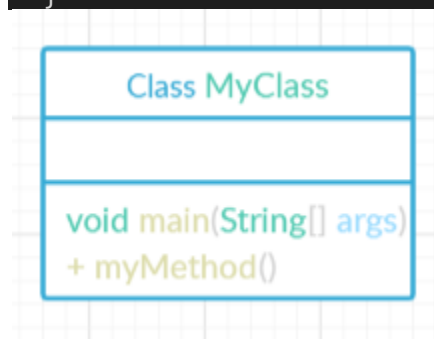 Class MyClass
void main(String[] args)
+ myMethod()